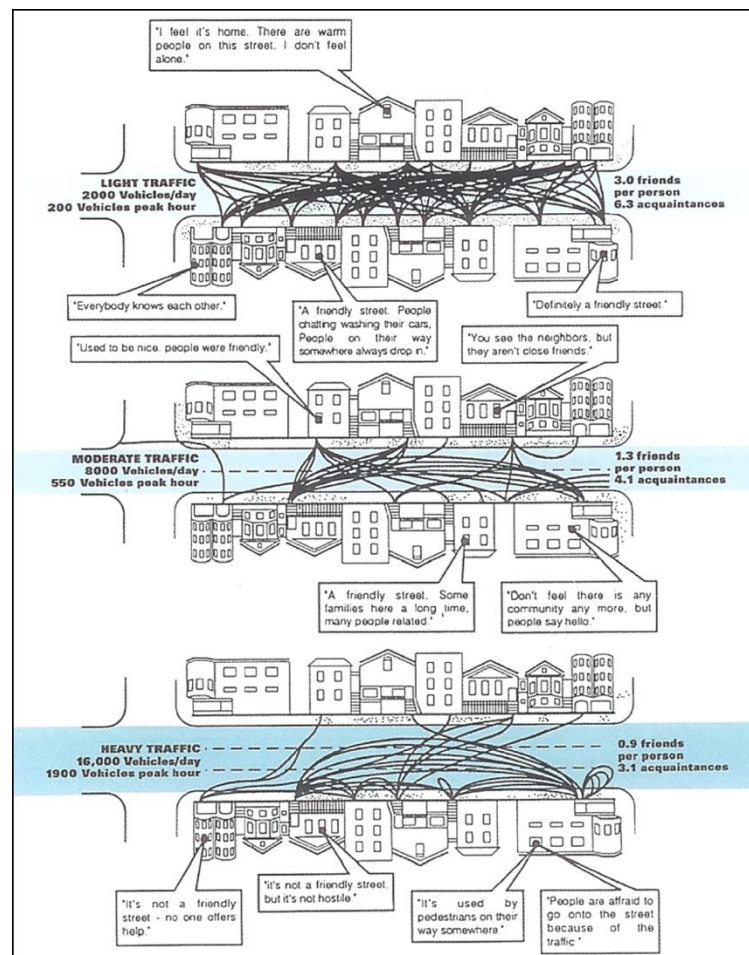 "I feel it's home. There are warm
people on this street. I don't feel
alone."
LIGHT TRAFFIC
2000 Vehicles/day
200 Vehicles peak hour
3.0 friends
per person
6.3 acquaintances
"Everybody knows each other."
"A friendly street. People
chatting washing their cars,
People on their way
somewhere always drop in."
"Definitely a friendly street."
"Used to be nice, people were friendly."
"You see the neighbors, but
they aren't close friends."
MODERATE TRAFFIC
8000 Vehicles/day
550 Vehicles peak hour
1.3 friends
per person
4.1 acquaintances
"A friendly street. Some
families here a long time,
many people related."
"Don't feel there is any
community any more, but
people say hello."
HEAVY TRAFFIC
16,000 Vehicles/day
1900 Vehicles peak hour
0.9 friends
per person
3.1 acquaintances
"It's not a friendly
street - no one offers
help."
"it's not a friendly street,
but it's not hostile."
"It's used by
pedestrians on their
way somewhere."
"People are affraid to
go onto the street
because of the
traffic"